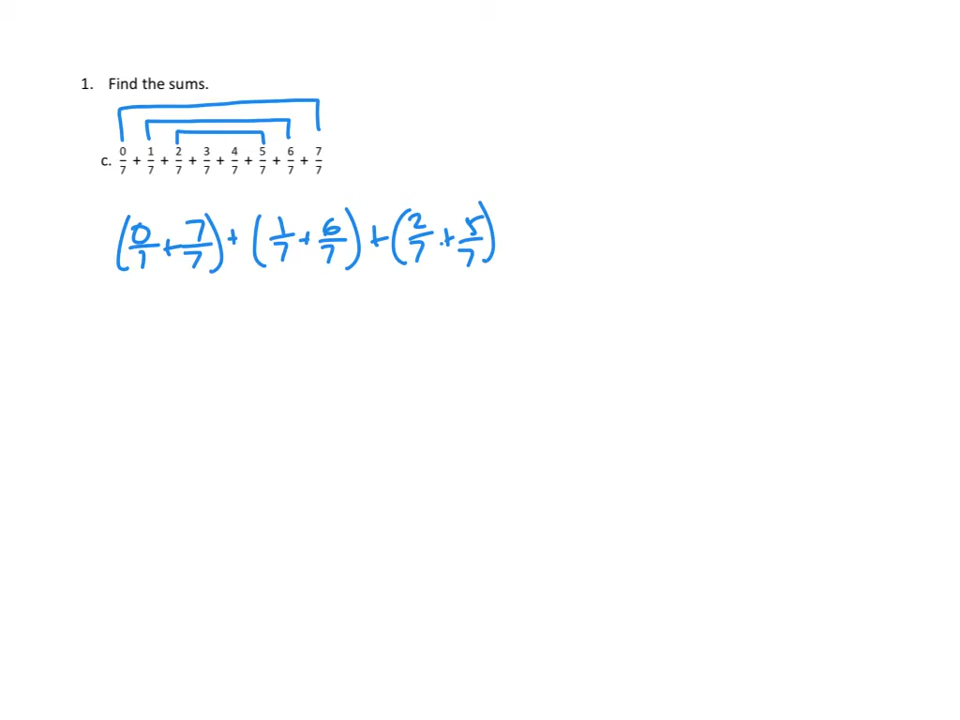 1. Find the sums.
c. 0/7 + 1/7 + 2/7 + 3/7 + 4/7 + 5/7 + 6/7 + 7/7
(0/7 + 7/7) + (1/7 + 6/7) + (2/7 + 5/7)